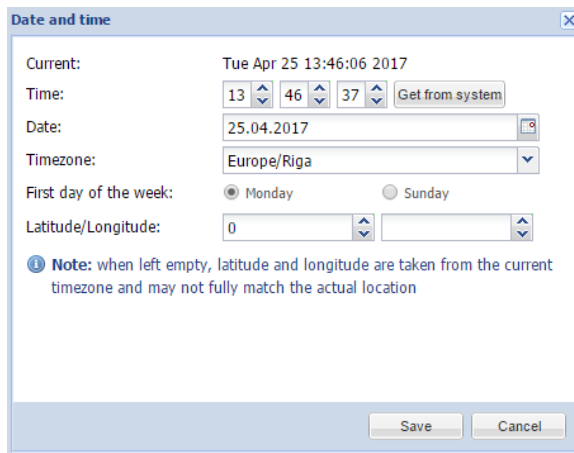 Date and time
Current: Tue Apr 25 13:46:06 2017
Time: 13 46 37 Get from system
Date: 25.04.2017
Timezone: Europe/Riga
First day of the week: Monday Sunday
Latitude/Longitude: 0
Note: when left empty, latitude and longitude are taken from the current
timezone and may not fully match the actual location
Save Cancel